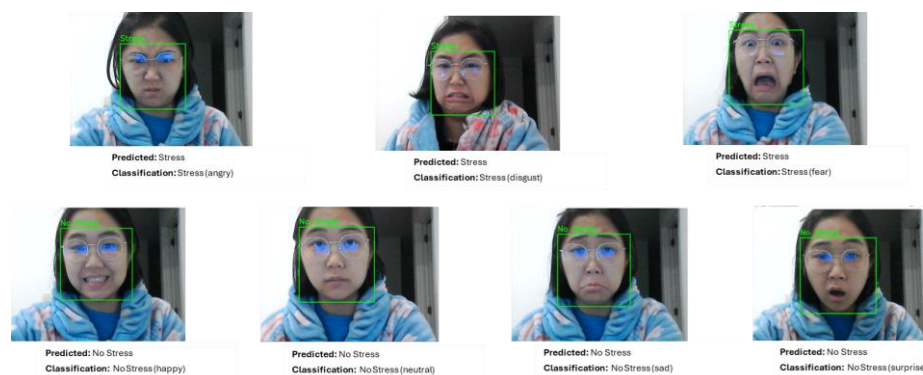 Stress
Stress
Stress
Predicted: Stress
Classification: Stress (angry)
Predicted: Stress
Classification: Stress (disgust)
Predicted: Stress
Classification: Stress (fear)
No Stress
No Stress
No Stress
No Stress
Predicted: No Stress
Classification: No Stress (happy)
Predicted: No Stress
Classification: No Stress (neutral)
Predicted: No Stress
Classification: No Stress (sad)
Predicted: No Stress
Classification: No Stress (surprise